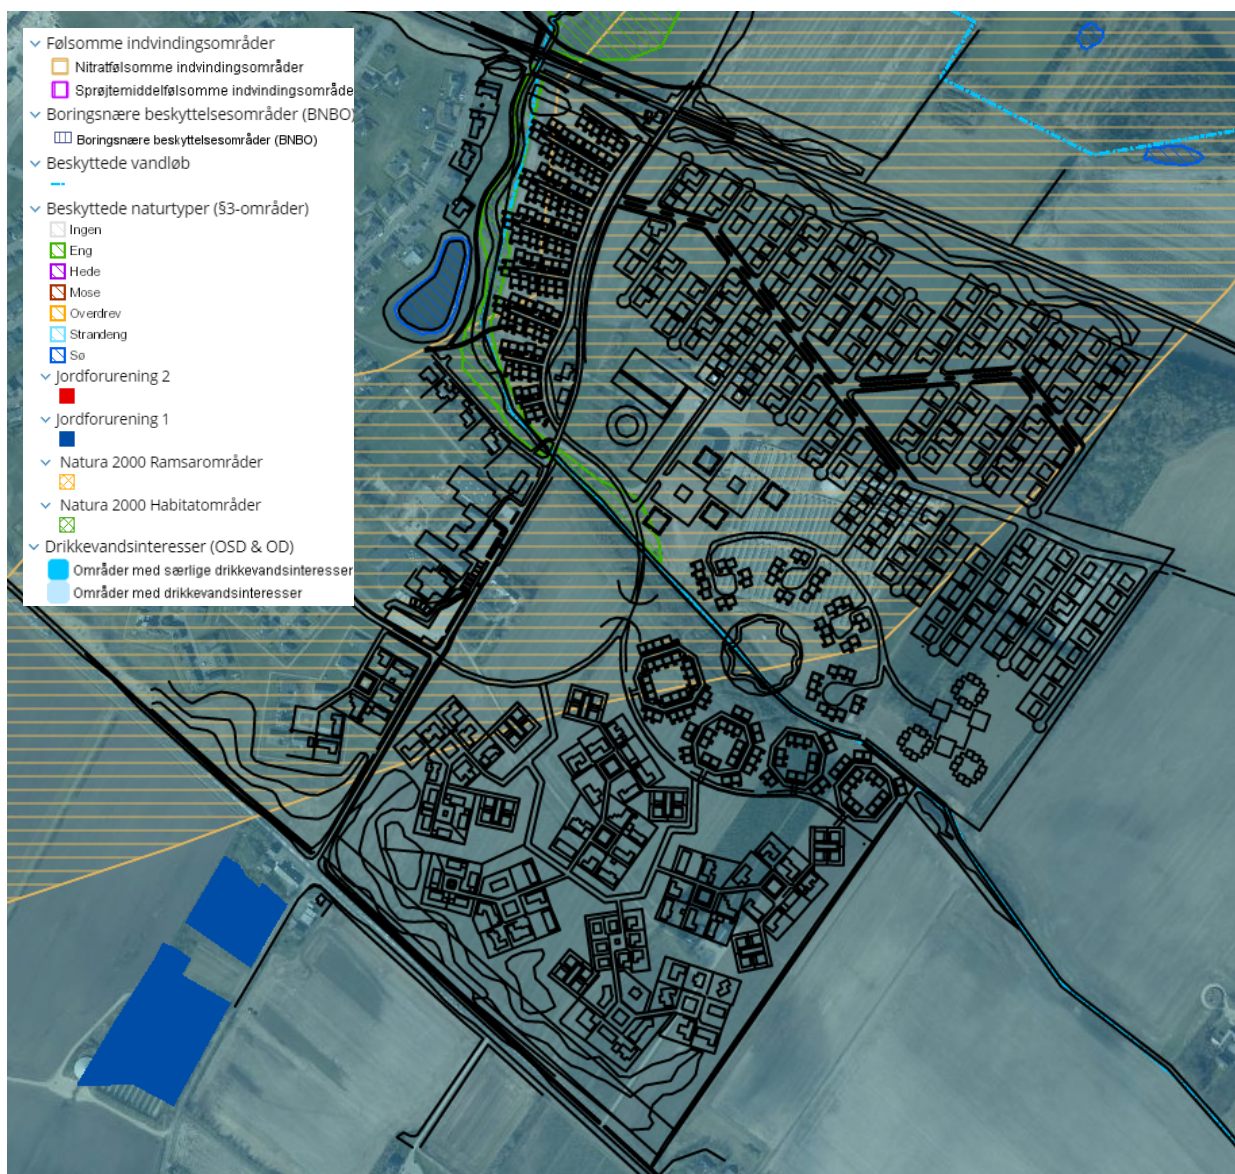 Følsomme indvindingsområder
Nitratfølsomme indvindingsområder
Sprøjtemiddelfølsomme indvindingsområde
Boringsnære beskyttelsesområder (BNBO)
Boringsnære beskyttelsesområder (BNBO)
Beskyttede vandløb
Beskyttede naturtyper (§3-områder)
Ingen
Eng
Hede
Mose
Overdrev
Strandeng
Sø
Jordforurening 2
Jordforurening 1
Natura 2000 Ramsarområder
Natura 2000 Habitatområder
Drikkevandsinteresser (OSD & OD)
Områder med særlige drikkevandsinteresser
Områder med drikkevandsinteresser